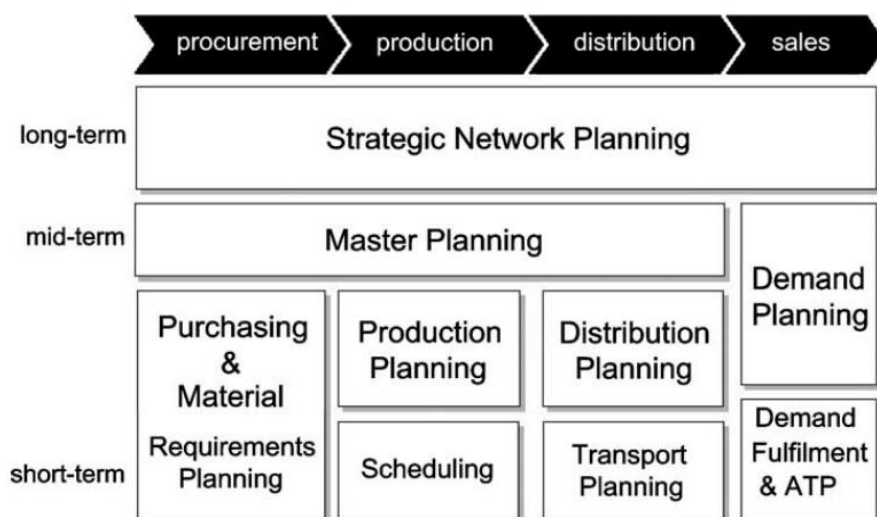 procurement
production
distribution
sales
long-term
Strategic Network Planning
mid-term
Master Planning
Demand
Planning
Purchasing
&
Material
Requirements
Planning
Production
Planning
Distribution
Planning
short-term
Scheduling
Transport
Planning
Demand
Fulfilment
& ATP